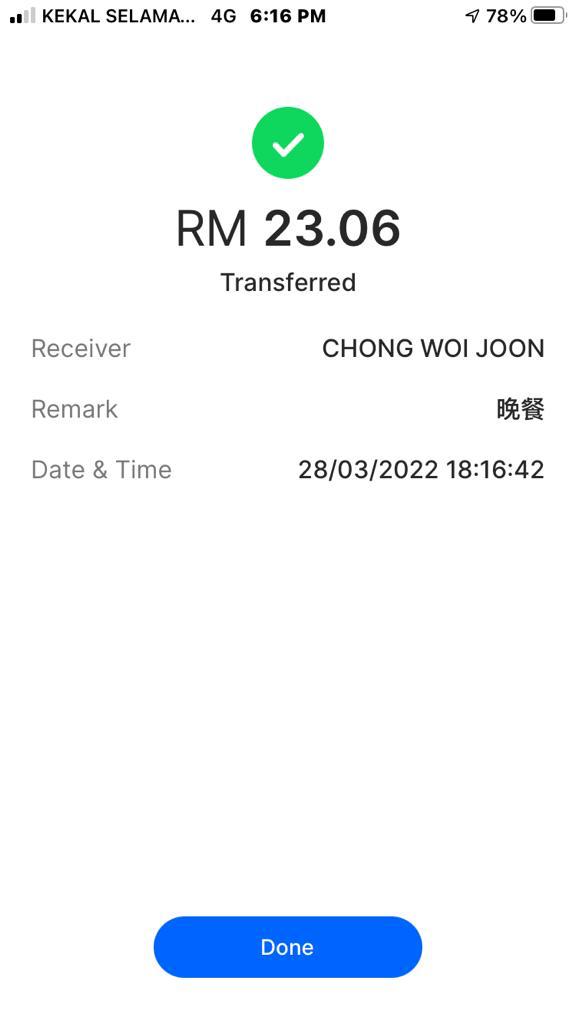 KEKAL SELAMA... 4G 6:16 PM 78%
RM 23.06
Transferred
Receiver CHONG WOI JOON
Remark 晚餐
Date & Time 28/03/2022 18:16:42
Done